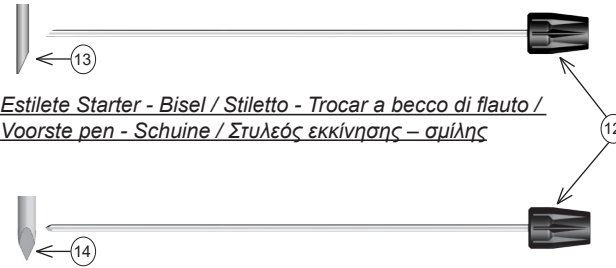 13
Estilete Starter - Bisel / Stiletto - Trocar a becco di flauto /
Voorste pen - Schuine / Στυλεός εκκίνησης – σμίλης
12
14